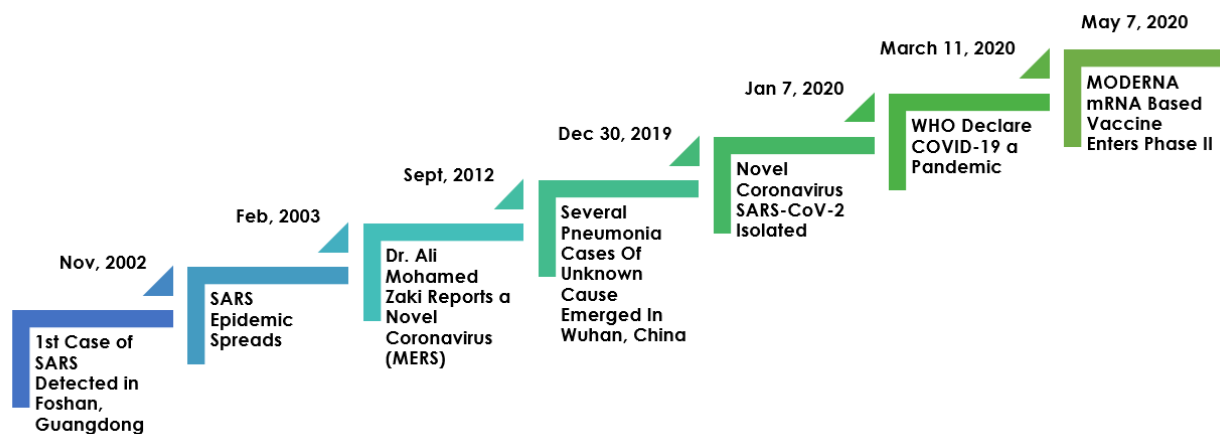 Nov, 2002
1st Case of
SARS
Detected in
Foshan,
Guangdong
Feb, 2003
SARS
Epidemic
Spreads
Sept, 2012
Dr. Ali
Mohamed
Zaki Reports a
Novel
Coronavirus
(MERS)
Dec 30, 2019
Several
Pneumonia
Cases Of
Unknown
Cause
Emerged In
Wuhan, China
Jan 7, 2020
Novel
Coronavirus
SARS-CoV-2
Isolated
March 11, 2020
WHO Declare
COVID-19 a
Pandemic
May 7, 2020
MODERNA
mRNA Based
Vaccine
Enters Phase II